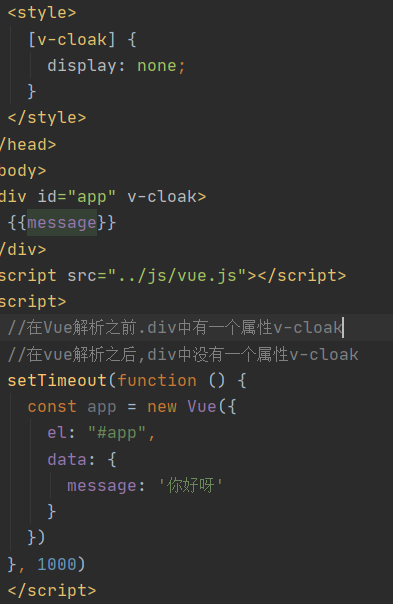 <style>
[v-cloak] {
display: none;
}
</style>
/head>
body>
div id="app" v-cloak>
{{message}}
/div>
script src="../js/vue.js"></script>
script>
//在Vue解析之前.div中有一个属性v-cloak
//在vue解析之后,div中没有一个属性v-cloak
setTimeout(function () {
const app = new Vue({
el: "#app",
data: {
message: '你好呀'
}
})
}, 1000)
</script>